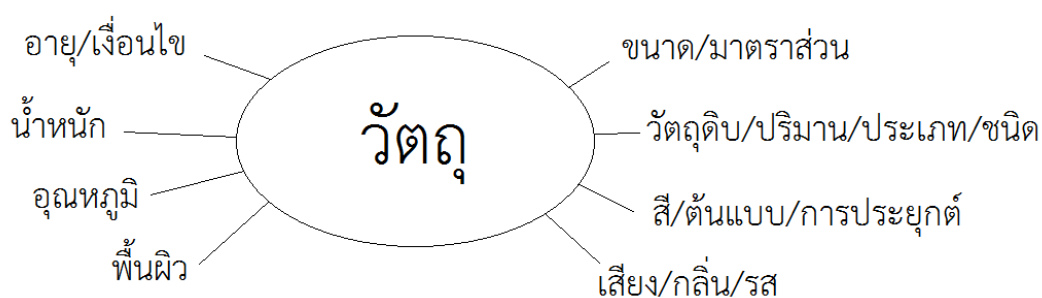 อายุ/เงื่อนไข
ขนาด/มาตราส่วน
น้ำหนัก
วัตถุ
วัตถุดิบ/ปริมาน/ประเภท/ชนิด
อุณหภูมิ
สี/ต้นแบบ/การประยุกต์
พื้นผิว
เสียง/กลิ่น/รส